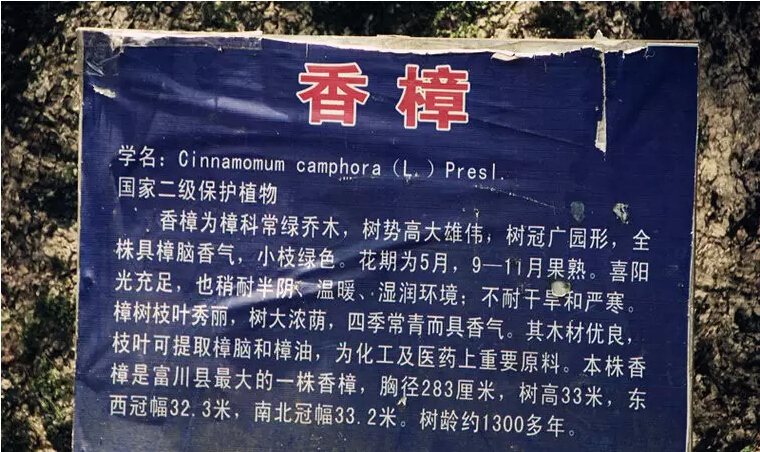 香樟
学名：Cinnamomum camphora（L.）Presl.
国家二级保护植物
香樟为樟科常绿乔木，树势高大雄伟，树冠广园形，全
株具樟脑香气，小枝绿色。花期为5月，9—11月果熟。喜阳
光充足，也稍耐半阴、温暖、湿润环境；不耐干旱和严寒。
樟树枝叶秀丽，树大浓荫，四季常青而具香气。其木材优良，
枝叶可提取樟脑和樟油，为化工及医药上重要原料。本株香
樟是富川县最大的一株香樟，胸径283厘米，树高33米，东
西冠幅32.3米，南北冠幅33.2米。树龄约1300多年。